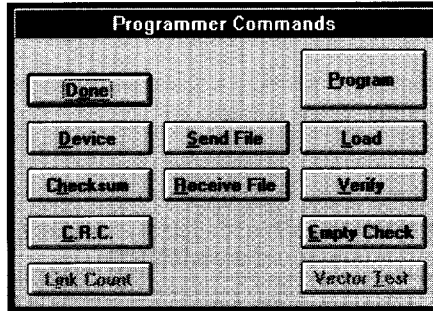 Programmer Commands
Done
Program
Device
Send File
Load
Checksum
Receive File
Verify
C.R.C.
Empty Check
Link Count
Vector Test